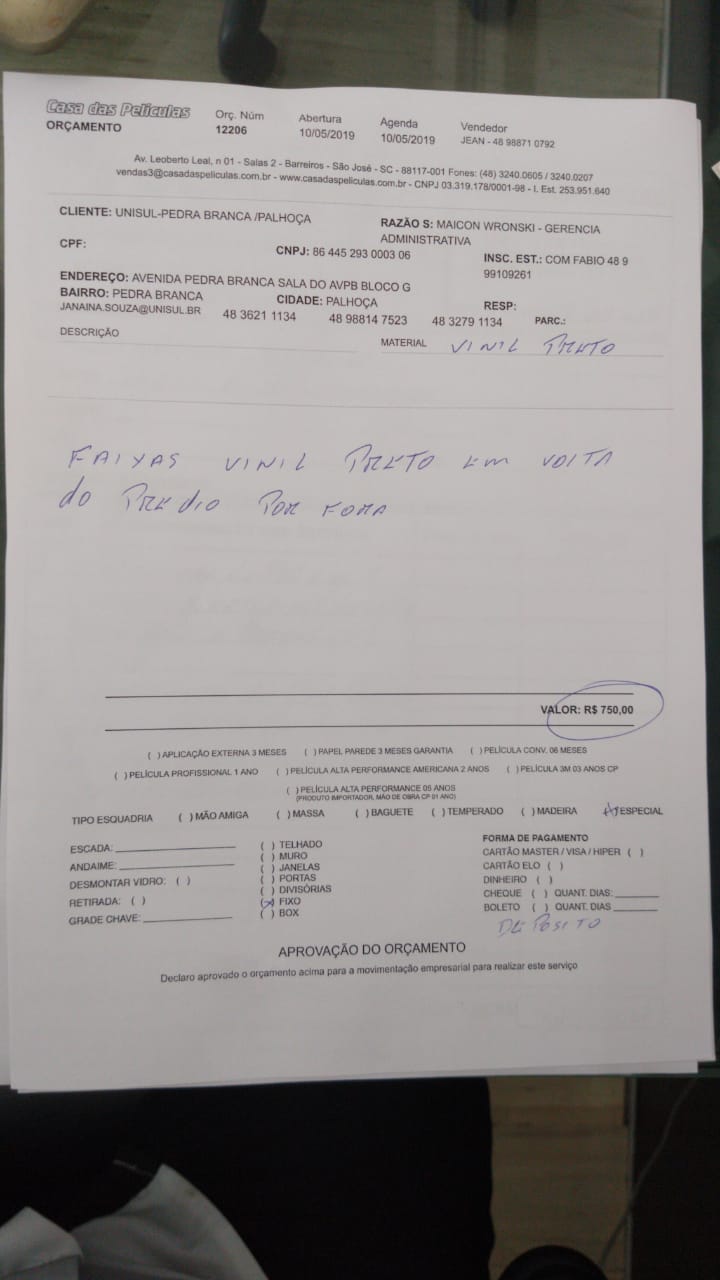 Casa das Películas
ORÇAMENTO
Orç. Núm
12206
Abertura
10/05/2019
Agenda
10/05/2019
Vendedor
JEAN - 48 98871 0792
Av. Leoberto Leal, n 01 - Salas 2 - Barreiros - São José - SC - 88117-001 Fones: (48) 3240.0605 / 3240.0207
vendas3@casadaspeliculas.com.br - www.casadaspeliculas.com.br - CNPJ 03.319.178/0001-98 - I. Est. 253.951.640
CLIENTE: UNISUL-PEDRA BRANCA /PALHOÇA
RAZÃO S: MAICON WRONSKI - GERENCIA
ADMINISTRATIVA
CPF:
CNPJ: 86 445 293 0003 06
INSC. EST.: COM FABIO 48 9
99109261
ENDEREÇO: AVENIDA PEDRA BRANCA SALA DO AVPB BLOCO G
BAIRRO: PEDRA BRANCA
CIDADE: PALHOÇA
RESP:
JANAINA.SOUZA@UNISUL.BR
48 3621 1134
48 98814 7523
48 3279 1134
PARC.:
DESCRIÇÃO
MATERIAL VINIL PRETO
FAIXAS VINIL PRETO EM VOLTA
do PREdio POR FORA
VALOR: R$ 750,00
( ) APLICAÇÃO EXTERNA 3 MESES ( ) PAPEL PAREDE 3 MESES GARANTIA ( ) PELÍCULA CONV. 06 MESES
( ) PELÍCULA PROFISSIONAL 1 ANO ( ) PELÍCULA ALTA PERFORMANCE AMERICANA 2 ANOS ( ) PELÍCULA 3M 03 ANOS CP
( ) PELÍCULA ALTA PERFORMANCE 05 ANOS
(PRODUTO IMPORTADOR, MÃO DE OBRA CP 01 ANO)
TIPO ESQUADRIA ( ) MÃO AMIGA ( ) MASSA ( ) BAGUETE ( ) TEMPERADO ( ) MADEIRA (X) ESPECIAL
ESCADA:
ANDAIME:
DESMONTAR VIDRO: ( )
RETIRADA: ( )
GRADE CHAVE:
( ) TELHADO
( ) MURO
( ) JANELAS
( ) PORTAS
( ) DIVISÓRIAS
(X) FIXO
( ) BOX
FORMA DE PAGAMENTO
CARTÃO MASTER / VISA / HIPER ( )
CARTÃO ELO ( )
DINHEIRO ( )
CHEQUE ( ) QUANT. DIAS:
BOLETO ( ) QUANT. DIAS
DEPOSITO
APROVAÇÃO DO ORÇAMENTO
Declaro aprovado o orçamento acima para a movimentação empresarial para realizar este serviço